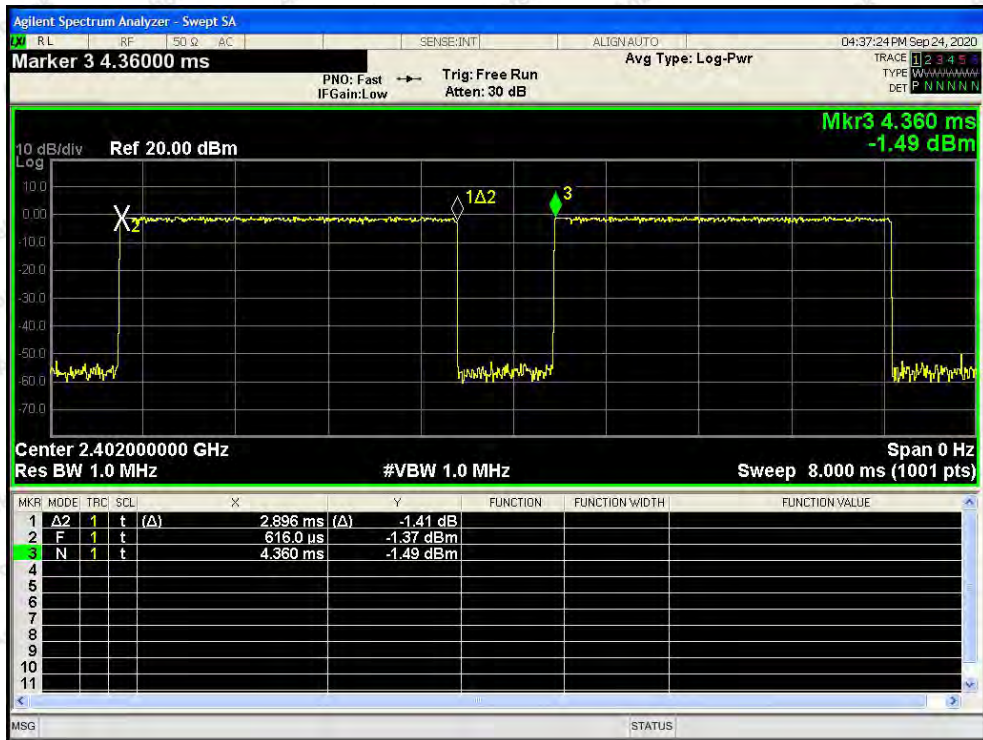 Agilent Spectrum Analyzer - Swept SA
LXI RL RF 50 Ω AC SENSE:INT ALIGNAUTO 04:37:24 PM Sep 24, 2020
Marker 3 4.36000 ms Avg Type: Log-Pwr TRACE 1 2 3 4 5 6
PNO: Fast Trig: Free Run TYPE W
IFGain:Low Atten: 30 dB DET P N N N N N
Mkr3 4.360 ms
10 dB/div Ref 20.00 dBm -1.49 dBm
Log
10.0
0.00
-10.0
-20.0
-30.0
-40.0
-50.0
-60.0
-70.0
X2 1Δ2 3
Center 2.402000000 GHz Span 0 Hz
Res BW 1.0 MHz #VBW 1.0 MHz Sweep 8.000 ms (1001 pts)
MKR MODE TRC SCL X Y FUNCTION FUNCTION WIDTH FUNCTION VALUE
1 Δ2 1 t (Δ) 2.896 ms (Δ) -1.41 dB
2 F 1 t 616.0 µs -1.37 dBm
3 N 1 t 4.360 ms -1.49 dBm
4
5
6
7
8
9
10
11
MSG STATUS